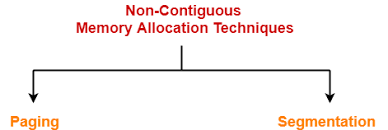 Non-Contiguous
Memory Allocation Techniques
Paging
Segmentation